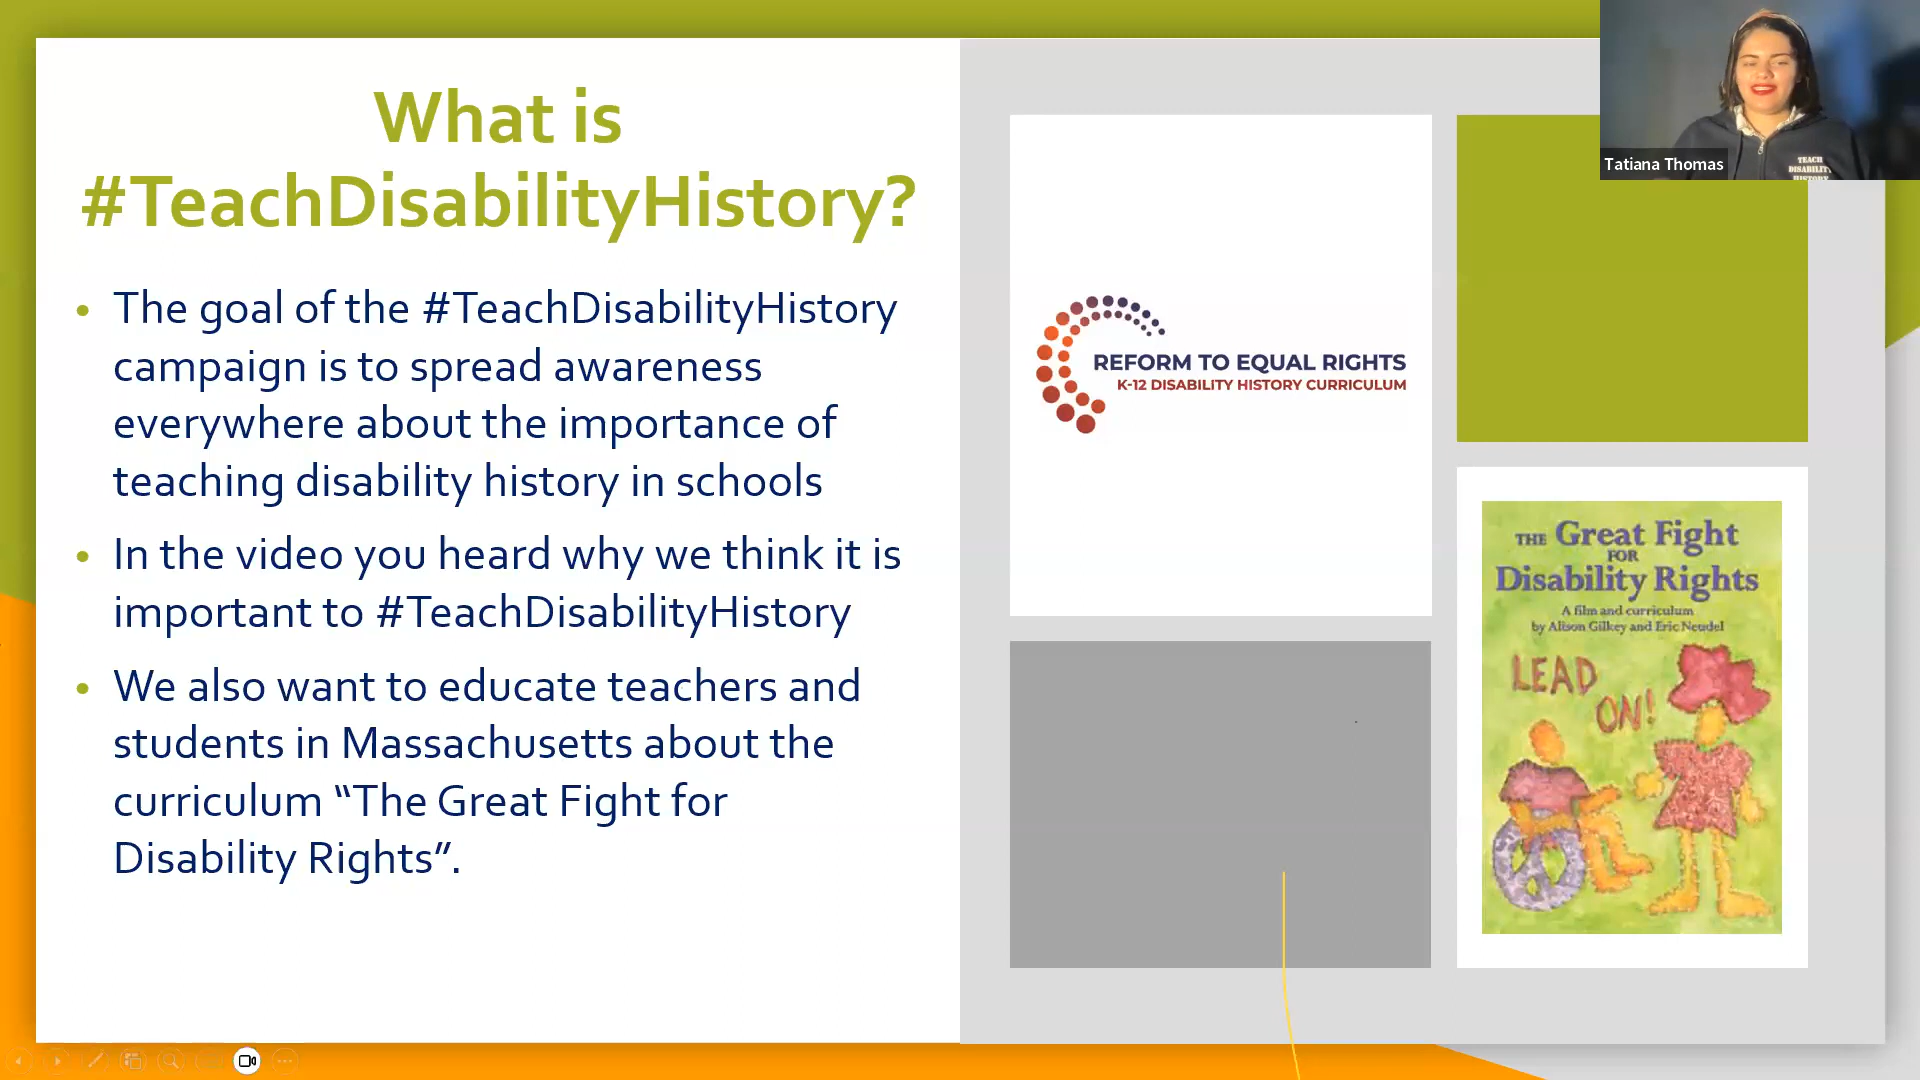 What is
#TeachDisabilityHistory?
• The goal of the #TeachDisabilityHistory
campaign is to spread awareness
everywhere about the importance of
teaching disability history in schools
• In the video you heard why we think it is
important to #TeachDisabilityHistory
• We also want to educate teachers and
students in Massachusetts about the
curriculum “The Great Fight for
Disability Rights”.
REFORM TO EQUAL RIGHTS
K-12 DISABILITY HISTORY CURRICULUM
THE Great Fight
FOR
Disability Rights
A film and curriculum
by Alison Gilkey and Eric Neudel
LEAD
ON!
Tatiana Thomas
TEACH
DISABILITY
HISTORY